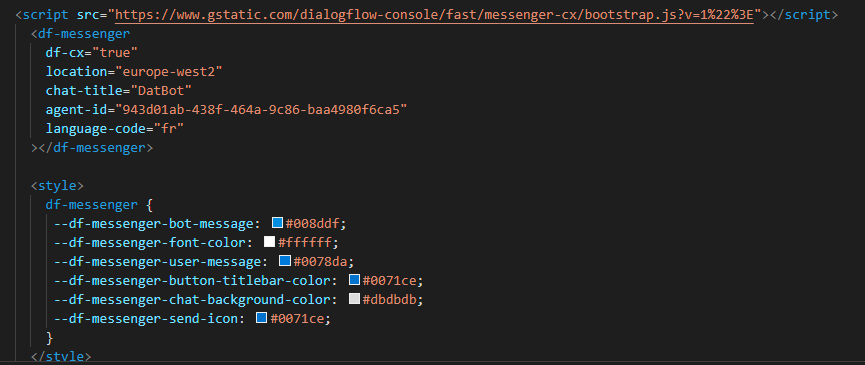 <script src="https://www.gstatic.com/dialogflow-console/fast/messenger-cx/bootstrap.js?v=1%22%3E"></script>
<df-messenger
df-cx="true"
location="europe-west2"
chat-title="DatBot"
agent-id="943d01ab-438f-464a-9c86-baa4980f6ca5"
language-code="fr"
></df-messenger>
<style>
df-messenger {
--df-messenger-bot-message: #008ddf;
--df-messenger-font-color: #ffffff;
--df-messenger-user-message: #0078da;
--df-messenger-button-titlebar-color: #0071ce;
--df-messenger-chat-background-color: #dbdbdb;
--df-messenger-send-icon: #0071ce;
}
</style>